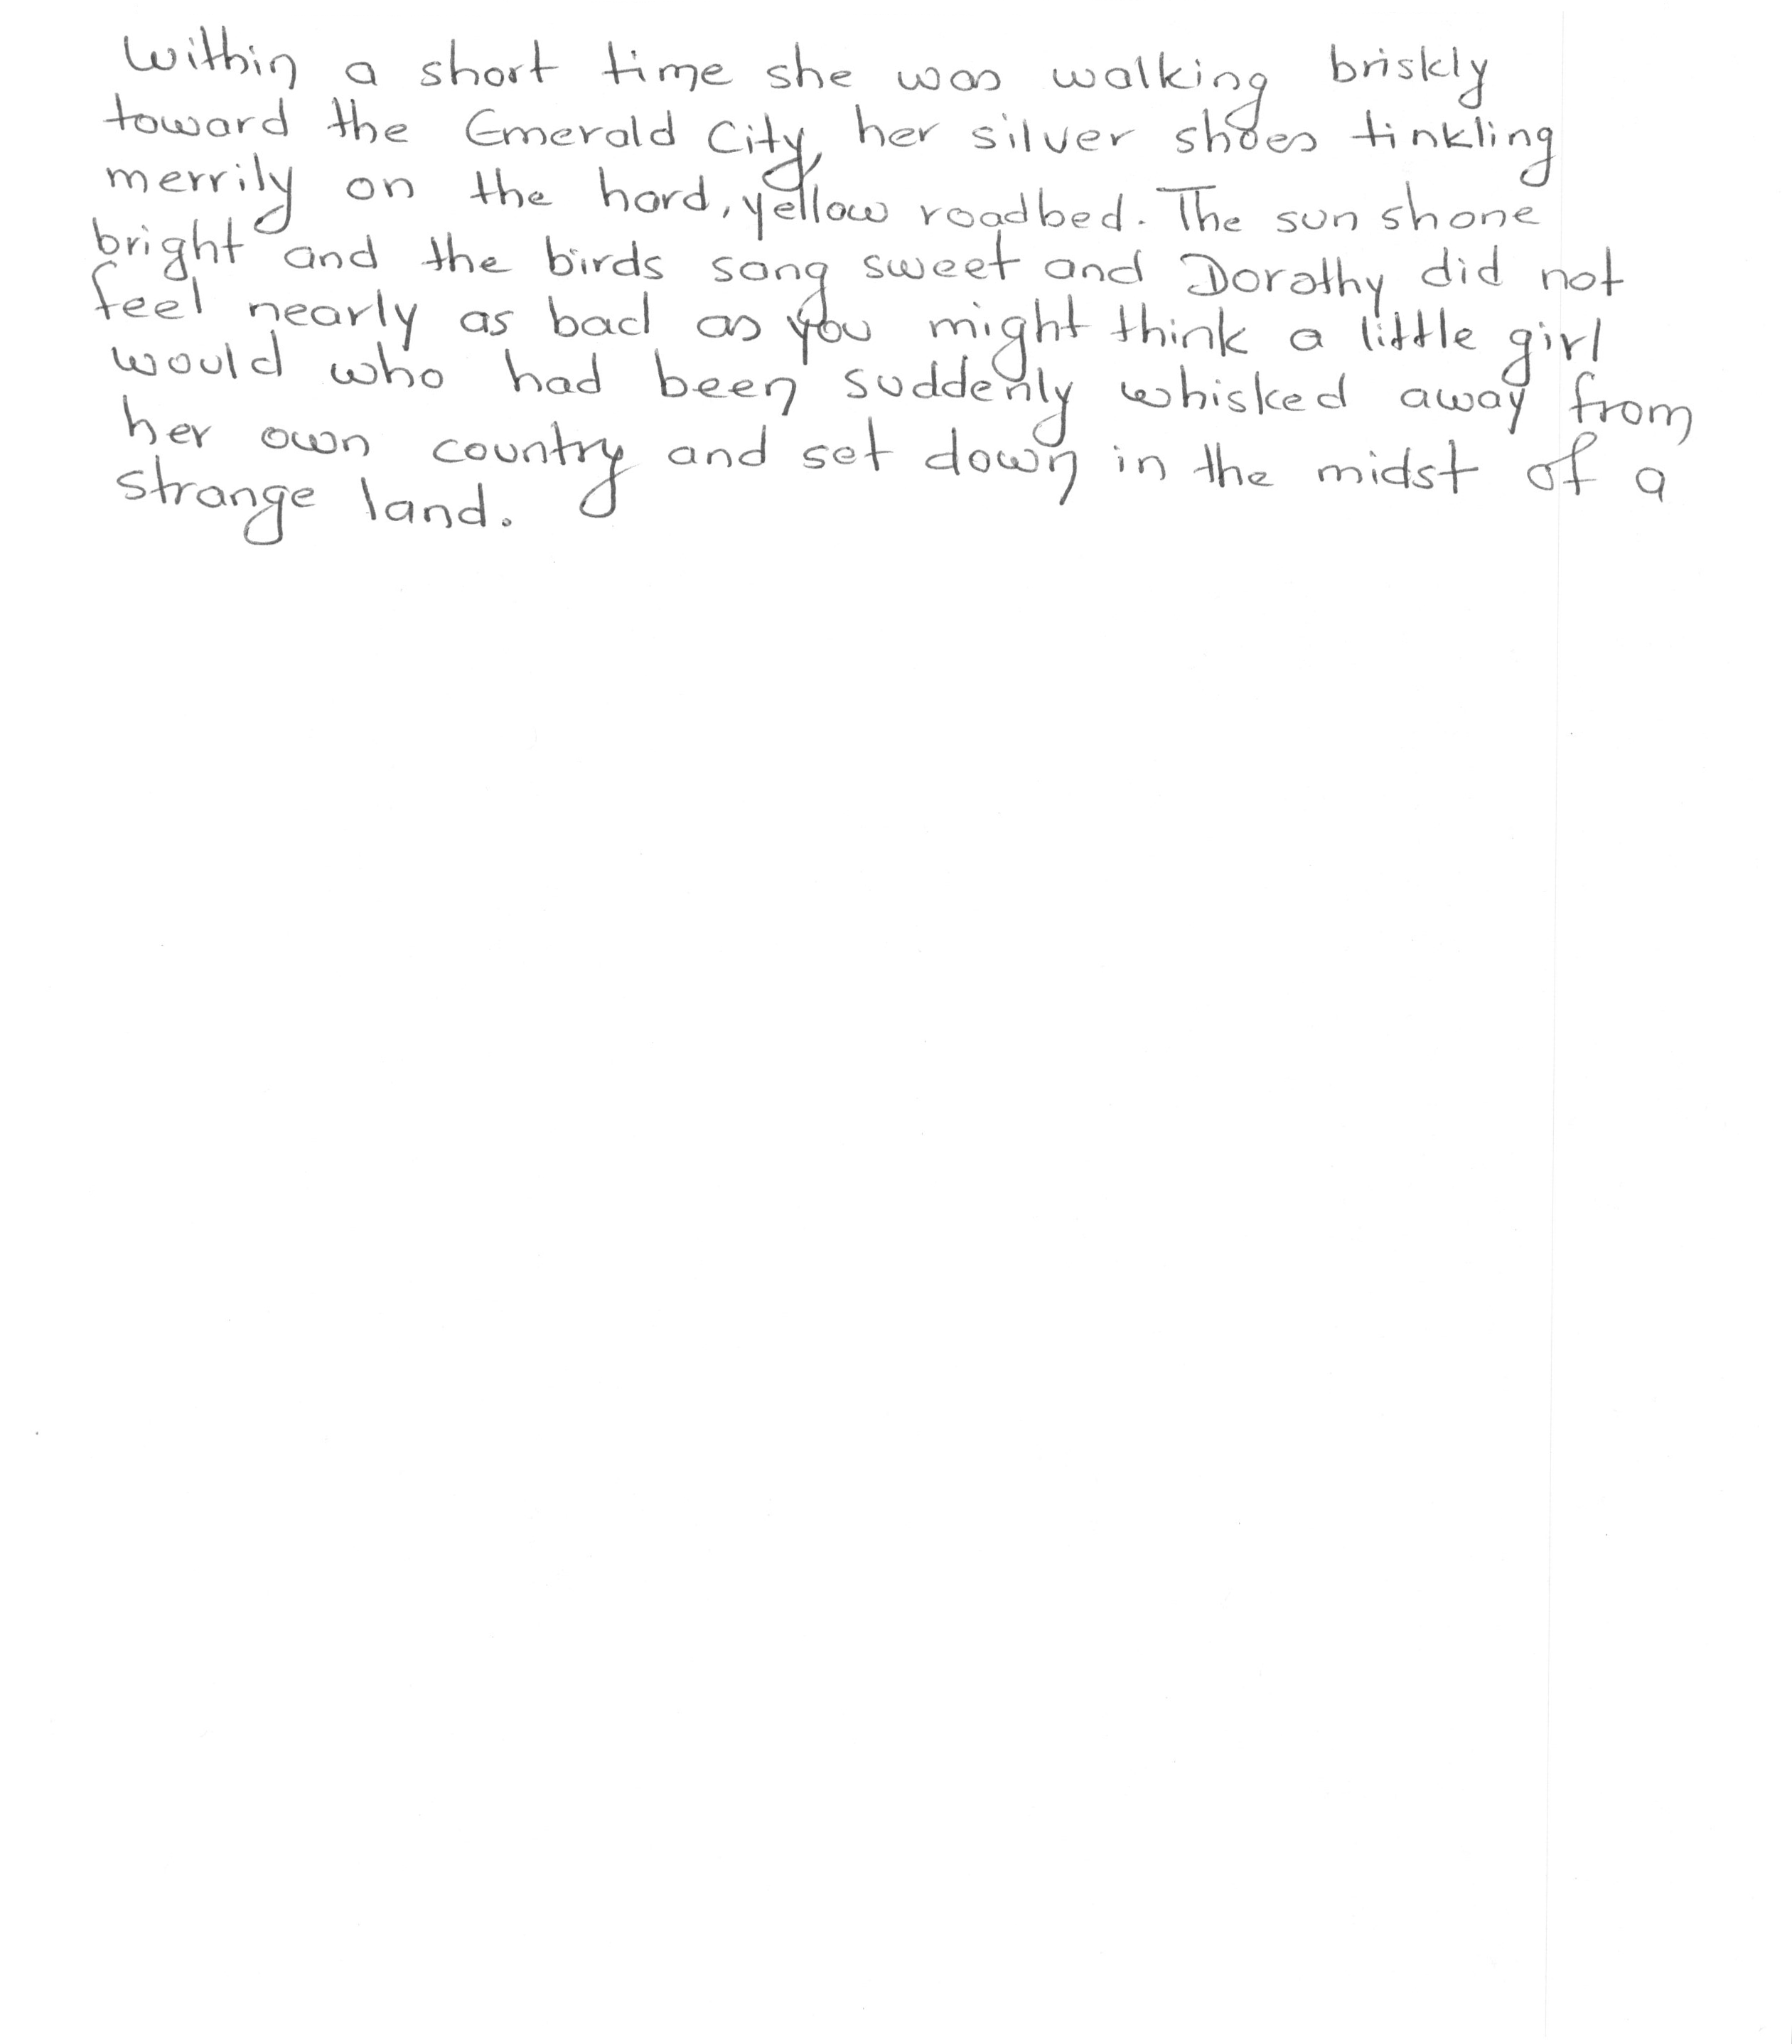 Within a short time she was walking briskly
toward the Emerald City, her silver shoes tinkling
merrily on the hard, yellow roadbed. The sun shone
bright and the birds sang sweet and Dorothy did not
feel nearly as bad as you might think a little girl
would who had been suddenly whisked away from
her own country and set down in the midst of a
strange land.